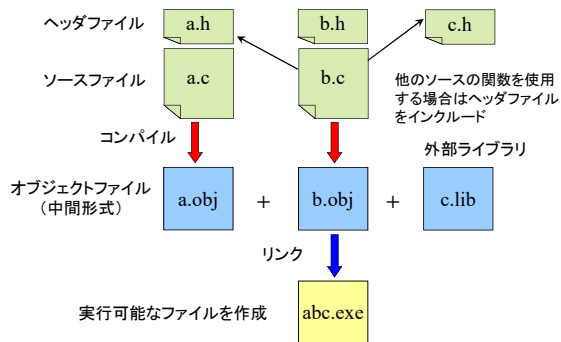 ヘッダファイル
a.h
b.h
c.h
ソースファイル
a.c
b.c
他のソースの関数を使用
する場合はヘッダファイル
をインクルード
コンパイル
外部ライブラリ
オブジェクトファイル
（中間形式）
a.obj
+
b.obj
+
c.lib
リンク
実行可能なファイルを作成
abc.exe